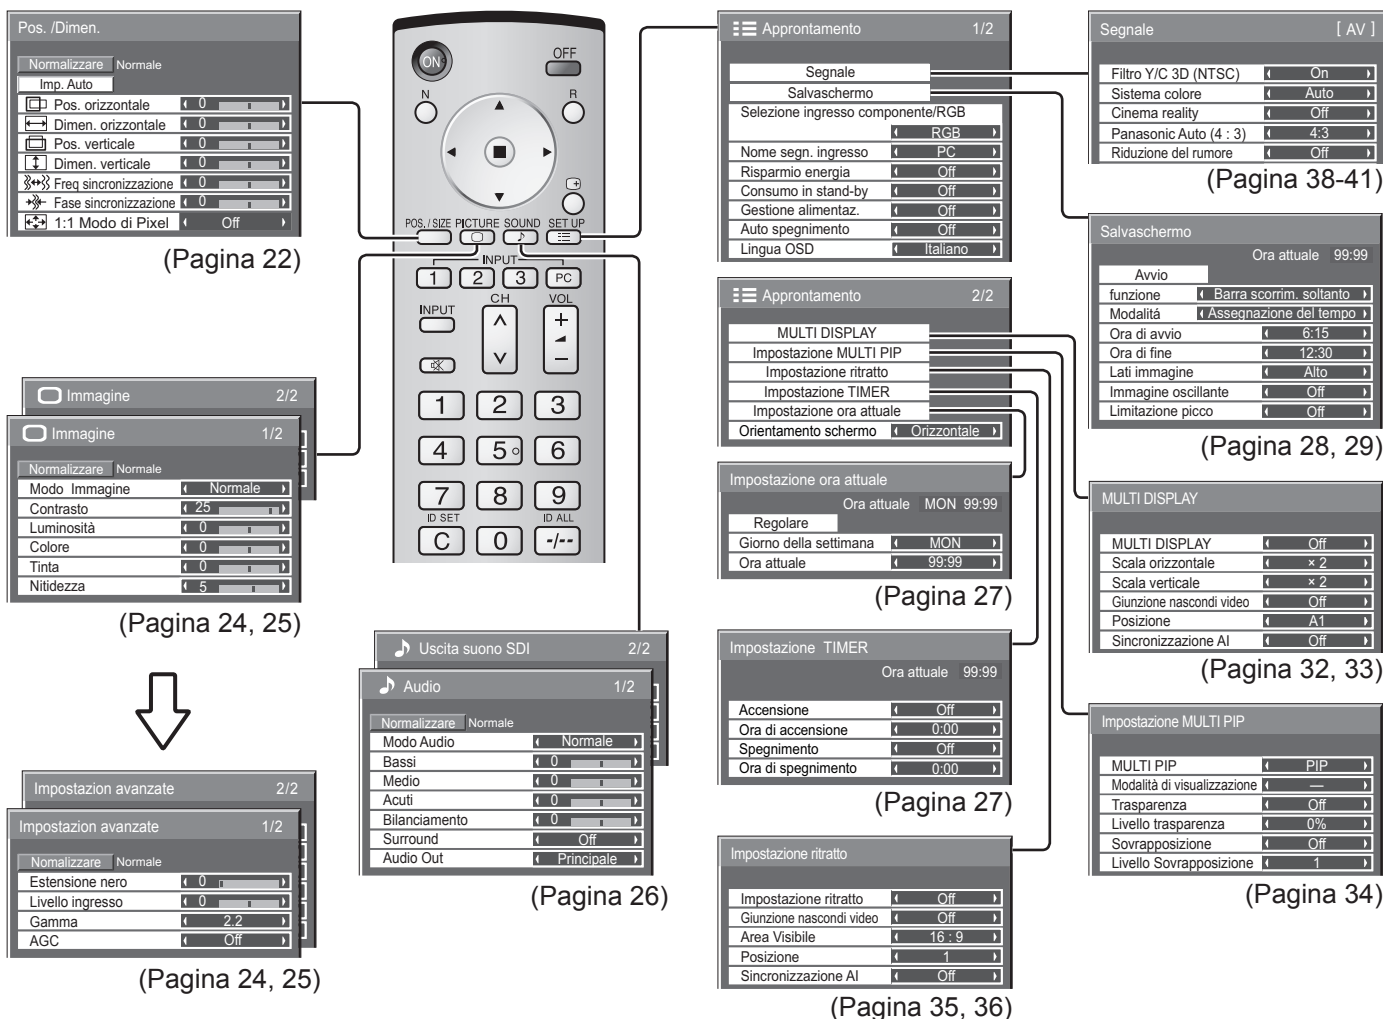 Pos. /Dimen.
Normalizzare Normale
Imp. Auto
Pos. orizzontale 0
Dimen. orizzontale 0
Pos. verticale 0
Dimen. verticale 0
Freq sincronizzazione 0
Fase sincronizzazione 0
1:1 Modo di Pixel Off
(Pagina 22)
Immagine 2/2
Immagine 1/2
Normalizzare Normale
Modo Immagine Normale
Contrasto 25
Luminosità 0
Colore 0
Tinta 0
Nitidezza 5
(Pagina 24, 25)
Impostazion avanzate 2/2
Impostazion avanzate 1/2
Nomalizzare Normale
Estensione nero 0
Livello ingresso 0
Gamma 2.2
AGC Off
(Pagina 24, 25)
ON OFF
N R
POS. / SIZE PICTURE SOUND SET UP
INPUT
1 2 3 PC
INPUT CH VOL
+
−
1 2 3
4 5 6
7 8 9
ID SET ID ALL
C 0 -/--
Uscita suono SDI 2/2
Audio 1/2
Normalizzare Normale
Modo Audio Normale
Bassi 0
Medio 0
Acuti 0
Bilanciamento 0
Surround Off
Audio Out Principale
(Pagina 26)
Approntamento 1/2
Segnale
Salvaschermo
Selezione ingresso componente/RGB
RGB
Nome segn. ingresso PC
Risparmio energia Off
Consumo in stand-by Off
Gestione alimentaz. Off
Auto spegnimento Off
Lingua OSD Italiano
Approntamento 2/2
MULTI DISPLAY
Impostazione MULTI PIP
Impostazione ritratto
Impostazione TIMER
Impostazione ora attuale
Orientamento schermo Orizzontale
Impostazione ora attuale
Ora attuale MON 99:99
Regolare
Giorno della settimana MON
Ora attuale 99:99
(Pagina 27)
Impostazione TIMER
Ora attuale 99:99
Accensione Off
Ora di accensione 0:00
Spegnimento Off
Ora di spegnimento 0:00
(Pagina 27)
Impostazione ritratto
Impostazione ritratto Off
Giunzione nascondi video Off
Area Visibile 16 : 9
Posizione 1
Sincronizzazione AI Off
(Pagina 35, 36)
Segnale [ AV ]
Filtro Y/C 3D (NTSC) On
Sistema colore Auto
Cinema reality Off
Panasonic Auto (4 : 3) 4:3
Riduzione del rumore Off
(Pagina 38-41)
Salvaschermo
Ora attuale 99:99
Avvio
funzione Barra scorrim. soltanto
Modalitá Assegnazione del tempo
Ora di avvio 6:15
Ora di fine 12:30
Lati immagine Alto
Immagine oscillante Off
Limitazione picco Off
(Pagina 28, 29)
MULTI DISPLAY
MULTI DISPLAY Off
Scala orizzontale × 2
Scala verticale × 2
Giunzione nascondi video Off
Posizione A1
Sincronizzazione AI Off
(Pagina 32, 33)
Impostazione MULTI PIP
MULTI PIP PIP
Modalità di visualizzazione —
Trasparenza Off
Livello trasparenza 0%
Sovrapposizione Off
Livello Sovrapposizione 1
(Pagina 34)